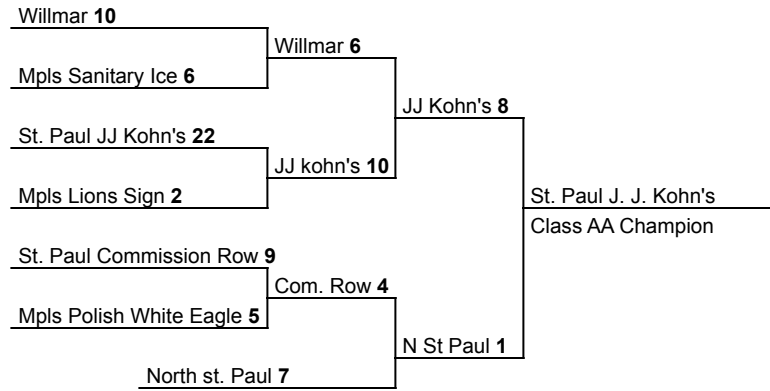 Willmar 10
Willmar 6
Mpls Sanitary Ice 6
JJ Kohn's 8
St. Paul JJ Kohn's 22
JJ kohn's 10
Mpls Lions Sign 2
St. Paul J. J. Kohn's
Class AA Champion
St. Paul Commission Row 9
Com. Row 4
Mpls Polish White Eagle 5
N St Paul 1
North st. Paul 7